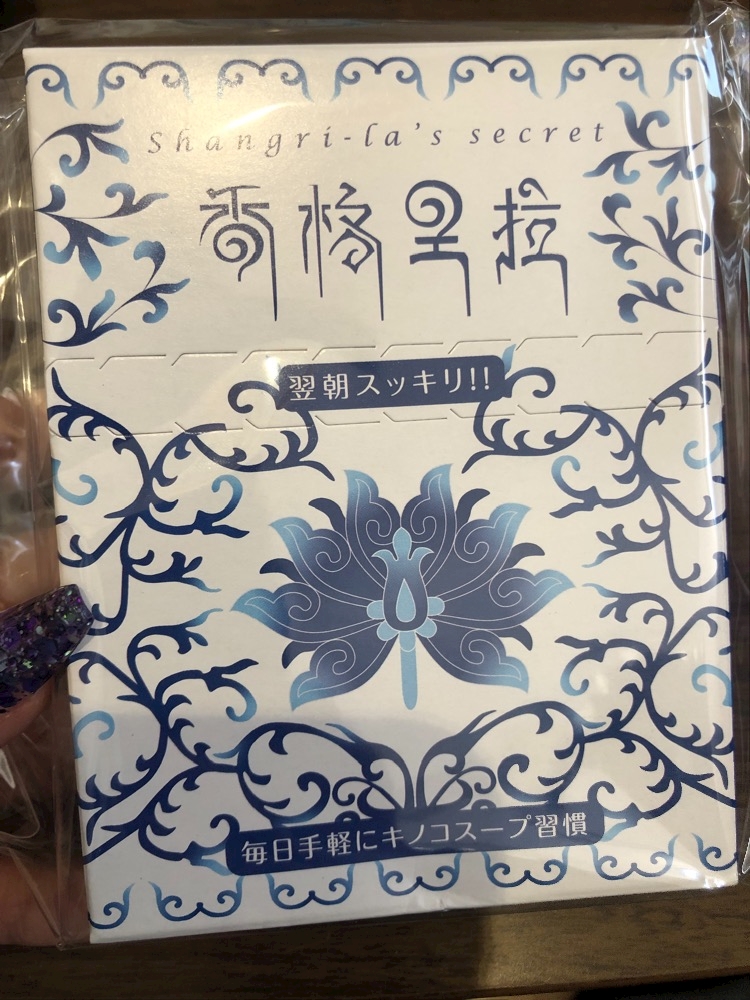 Shangri-la's secret
香格里拉
翌朝スッキリ!!
毎日手軽にキノコスープ習慣